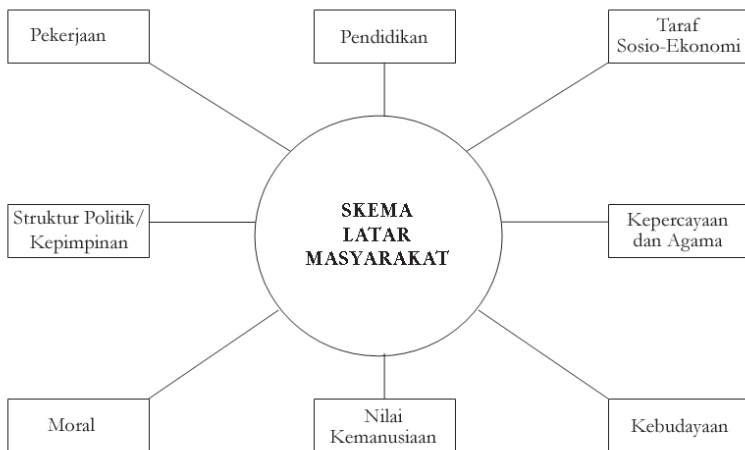 Pekerjaan
Pendidikan
Taraf
Sosio-Ekonomi
Struktur Politik/
Kepimpinan
SKEMA
LATAR
MASYARAKAT
Kepercayaan
dan Agama
Moral
Nilai
Kemanusiaan
Kebudayaan